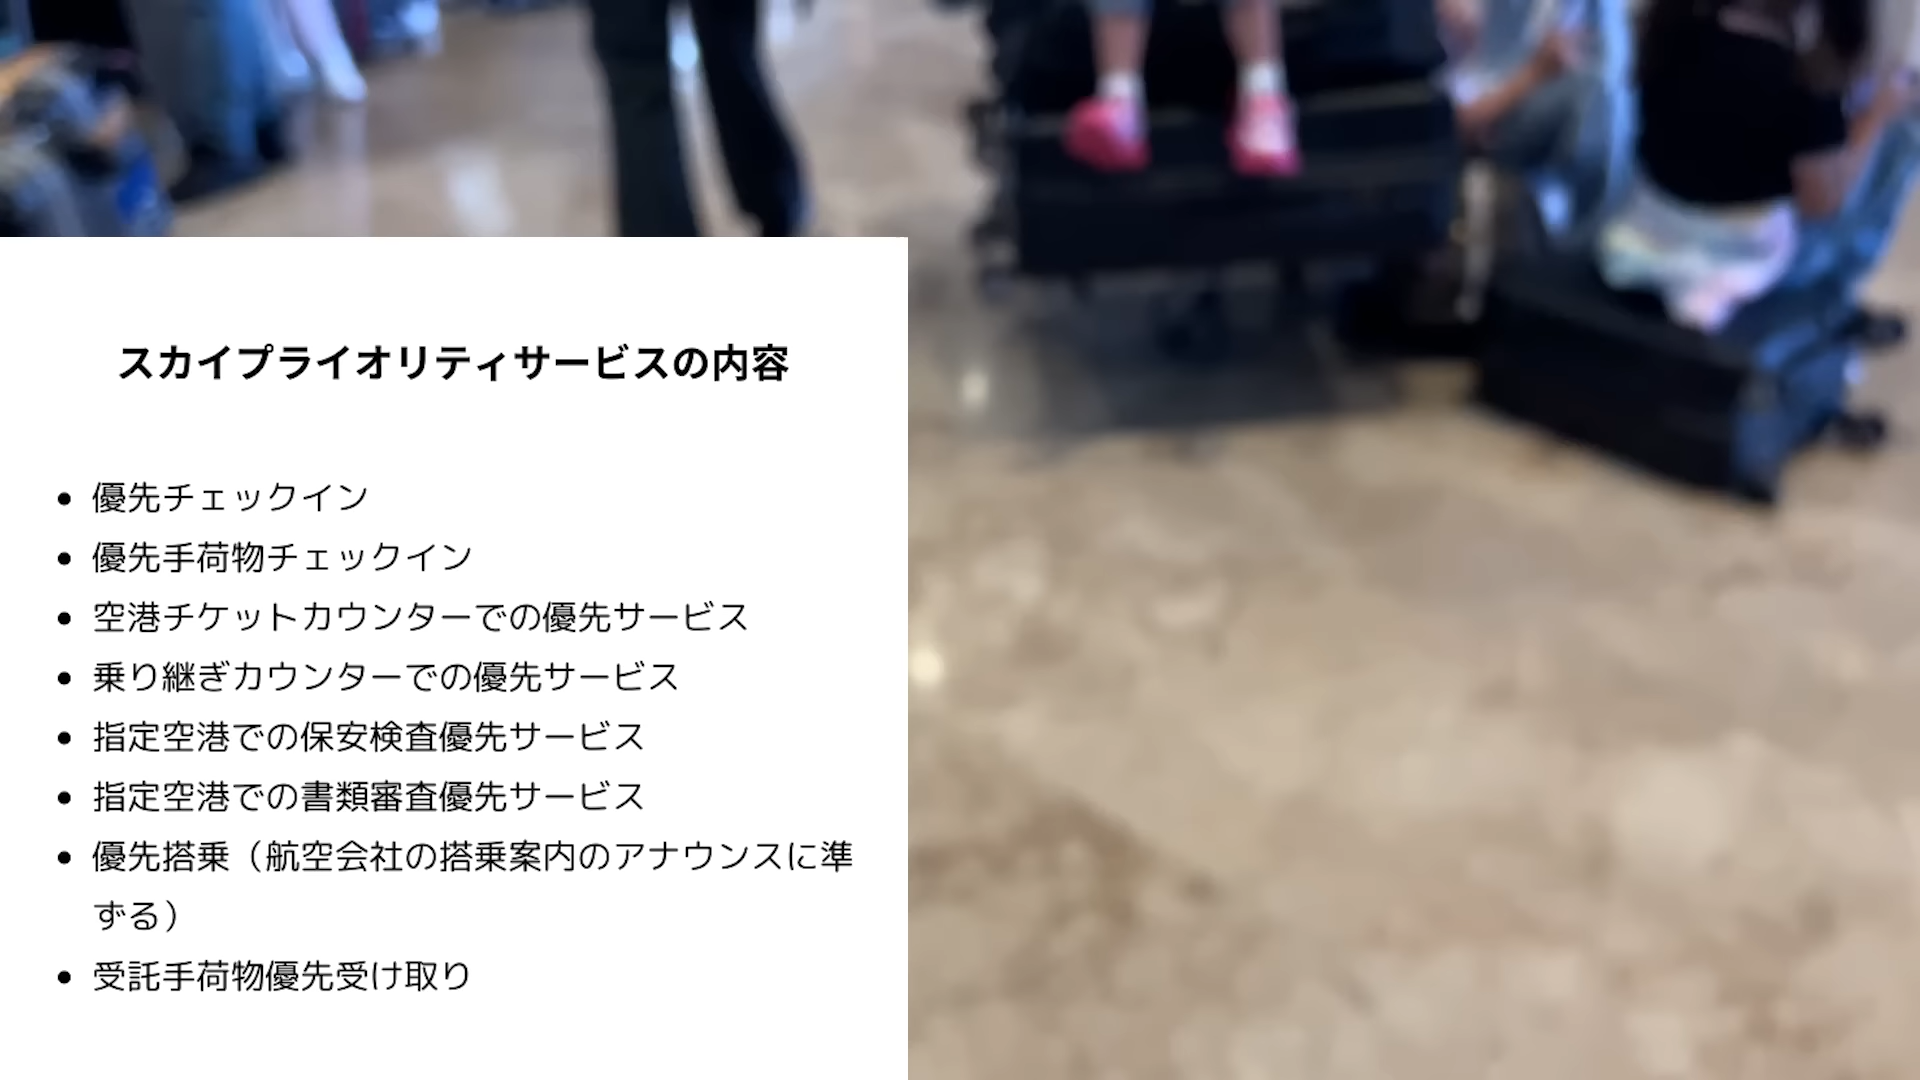 スカイプライオリティサービスの内容
• 優先チェックイン
• 優先手荷物チェックイン
• 空港チケットカウンターでの優先サービス
• 乗り継ぎカウンターでの優先サービス
• 指定空港での保安検査優先サービス
• 指定空港での書類審査優先サービス
• 優先搭乗（航空会社の搭乗案内のアナウンスに準
ずる）
• 受託手荷物優先受け取り